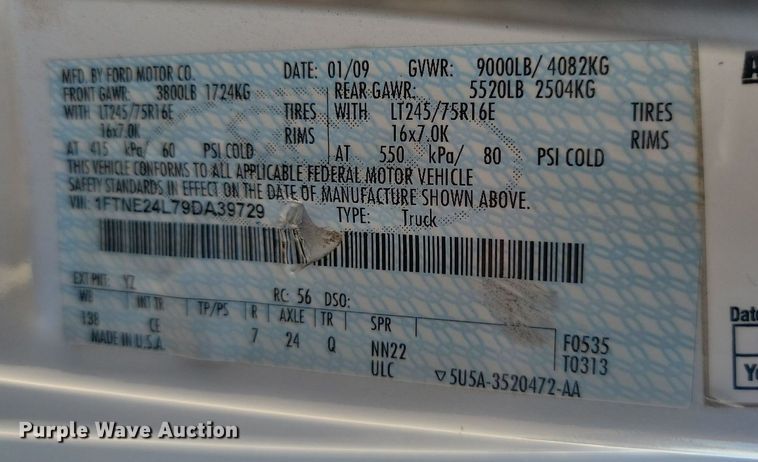 MFD. BY FORD MOTOR CO. DATE: 01/09 GVWR: 9000LB/ 4082KG
FRONT GAWR: 3800LB 1724KG REAR GAWR: 5520LB 2504KG
WITH LT245/75R16E TIRES WITH LT245/75R16E TIRES
16x7.0K RIMS 16x7.0K RIMS
AT 415 kPa/ 60 PSI COLD AT 550 kPa/ 80 PSI COLD
THIS VEHICLE CONFORMS TO ALL APPLICABLE FEDERAL MOTOR VEHICLE
SAFETY STANDARDS IN EFFECT ON THE DATE OF MANUFACTURE SHOWN ABOVE.
VIN: 1FTNE24L79DA39729 TYPE: Truck
EXT PNT: YZ RC: 56 DSO:
WB INT TR TP/PS R AXLE TR SPR
138 CE 7 24 Q NN22 F0535
MADE IN U.S.A. ULC ▽5U5A-3520472-AA T0313
Date
Purple Wave Auction